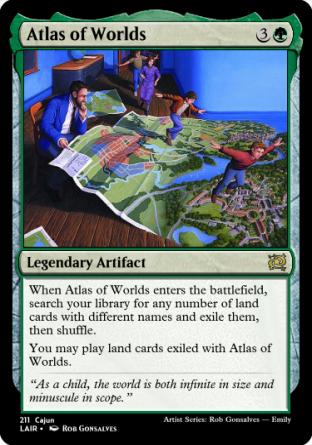 Atlas of Worlds 3
Legendary Artifact
When Atlas of Worlds enters the battlefield,
search your library for any number of land
cards with different names and exile them,
then shuffle.
You may play land cards exiled with Atlas of
Worlds.
“As a child, the world is both infinite in size and
minuscule in scope.”
211 Cajun
Artist Series: Rob Gonsalves — Emily
LAIR • Rob Gonsalves